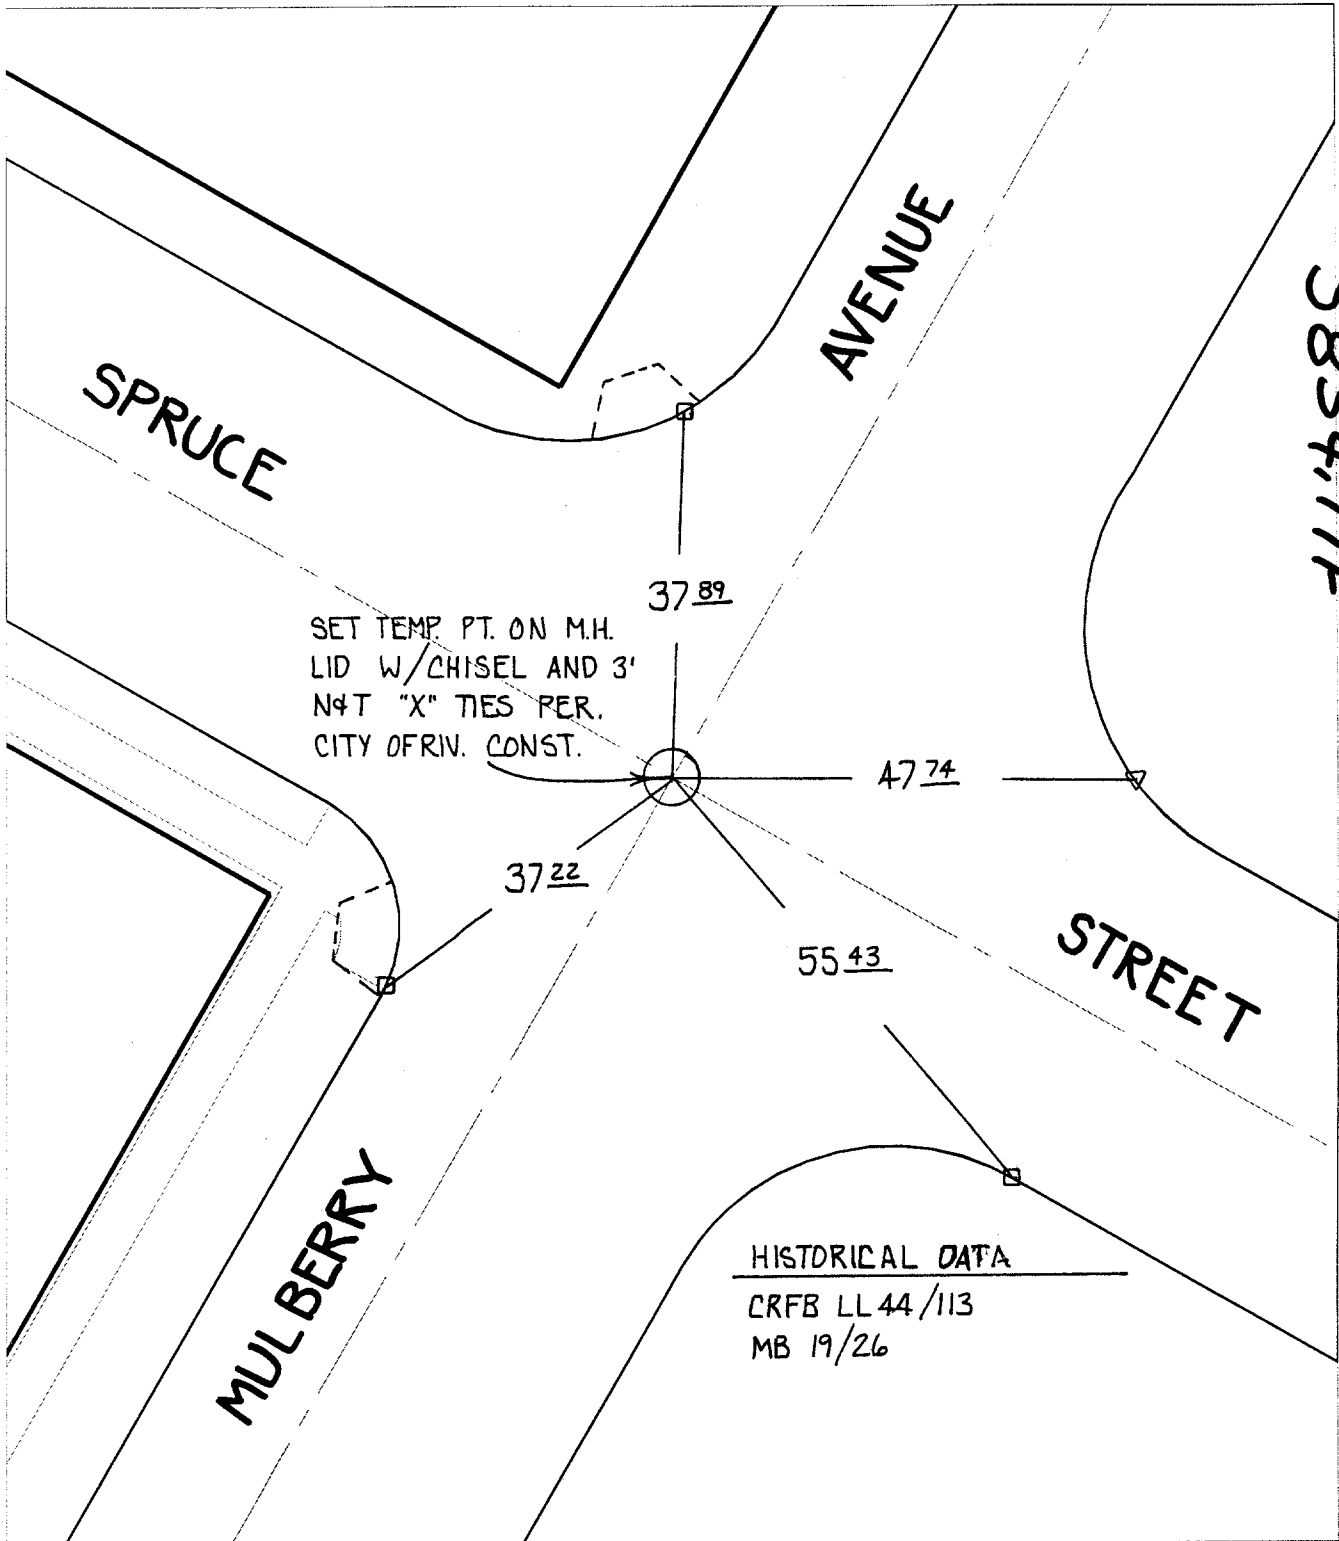 AVENUE
SPRUCE
37 89
SET TEMP. PT. ON M.H.
LID W/CHISEL AND 3'
N&T "X" TIES PER.
CITY OF RIV. CONST.
47 74
37 22
55 43
STREET
MULBERRY
HISTORICAL DATA
CRFB LL 44/113
MB 19/26